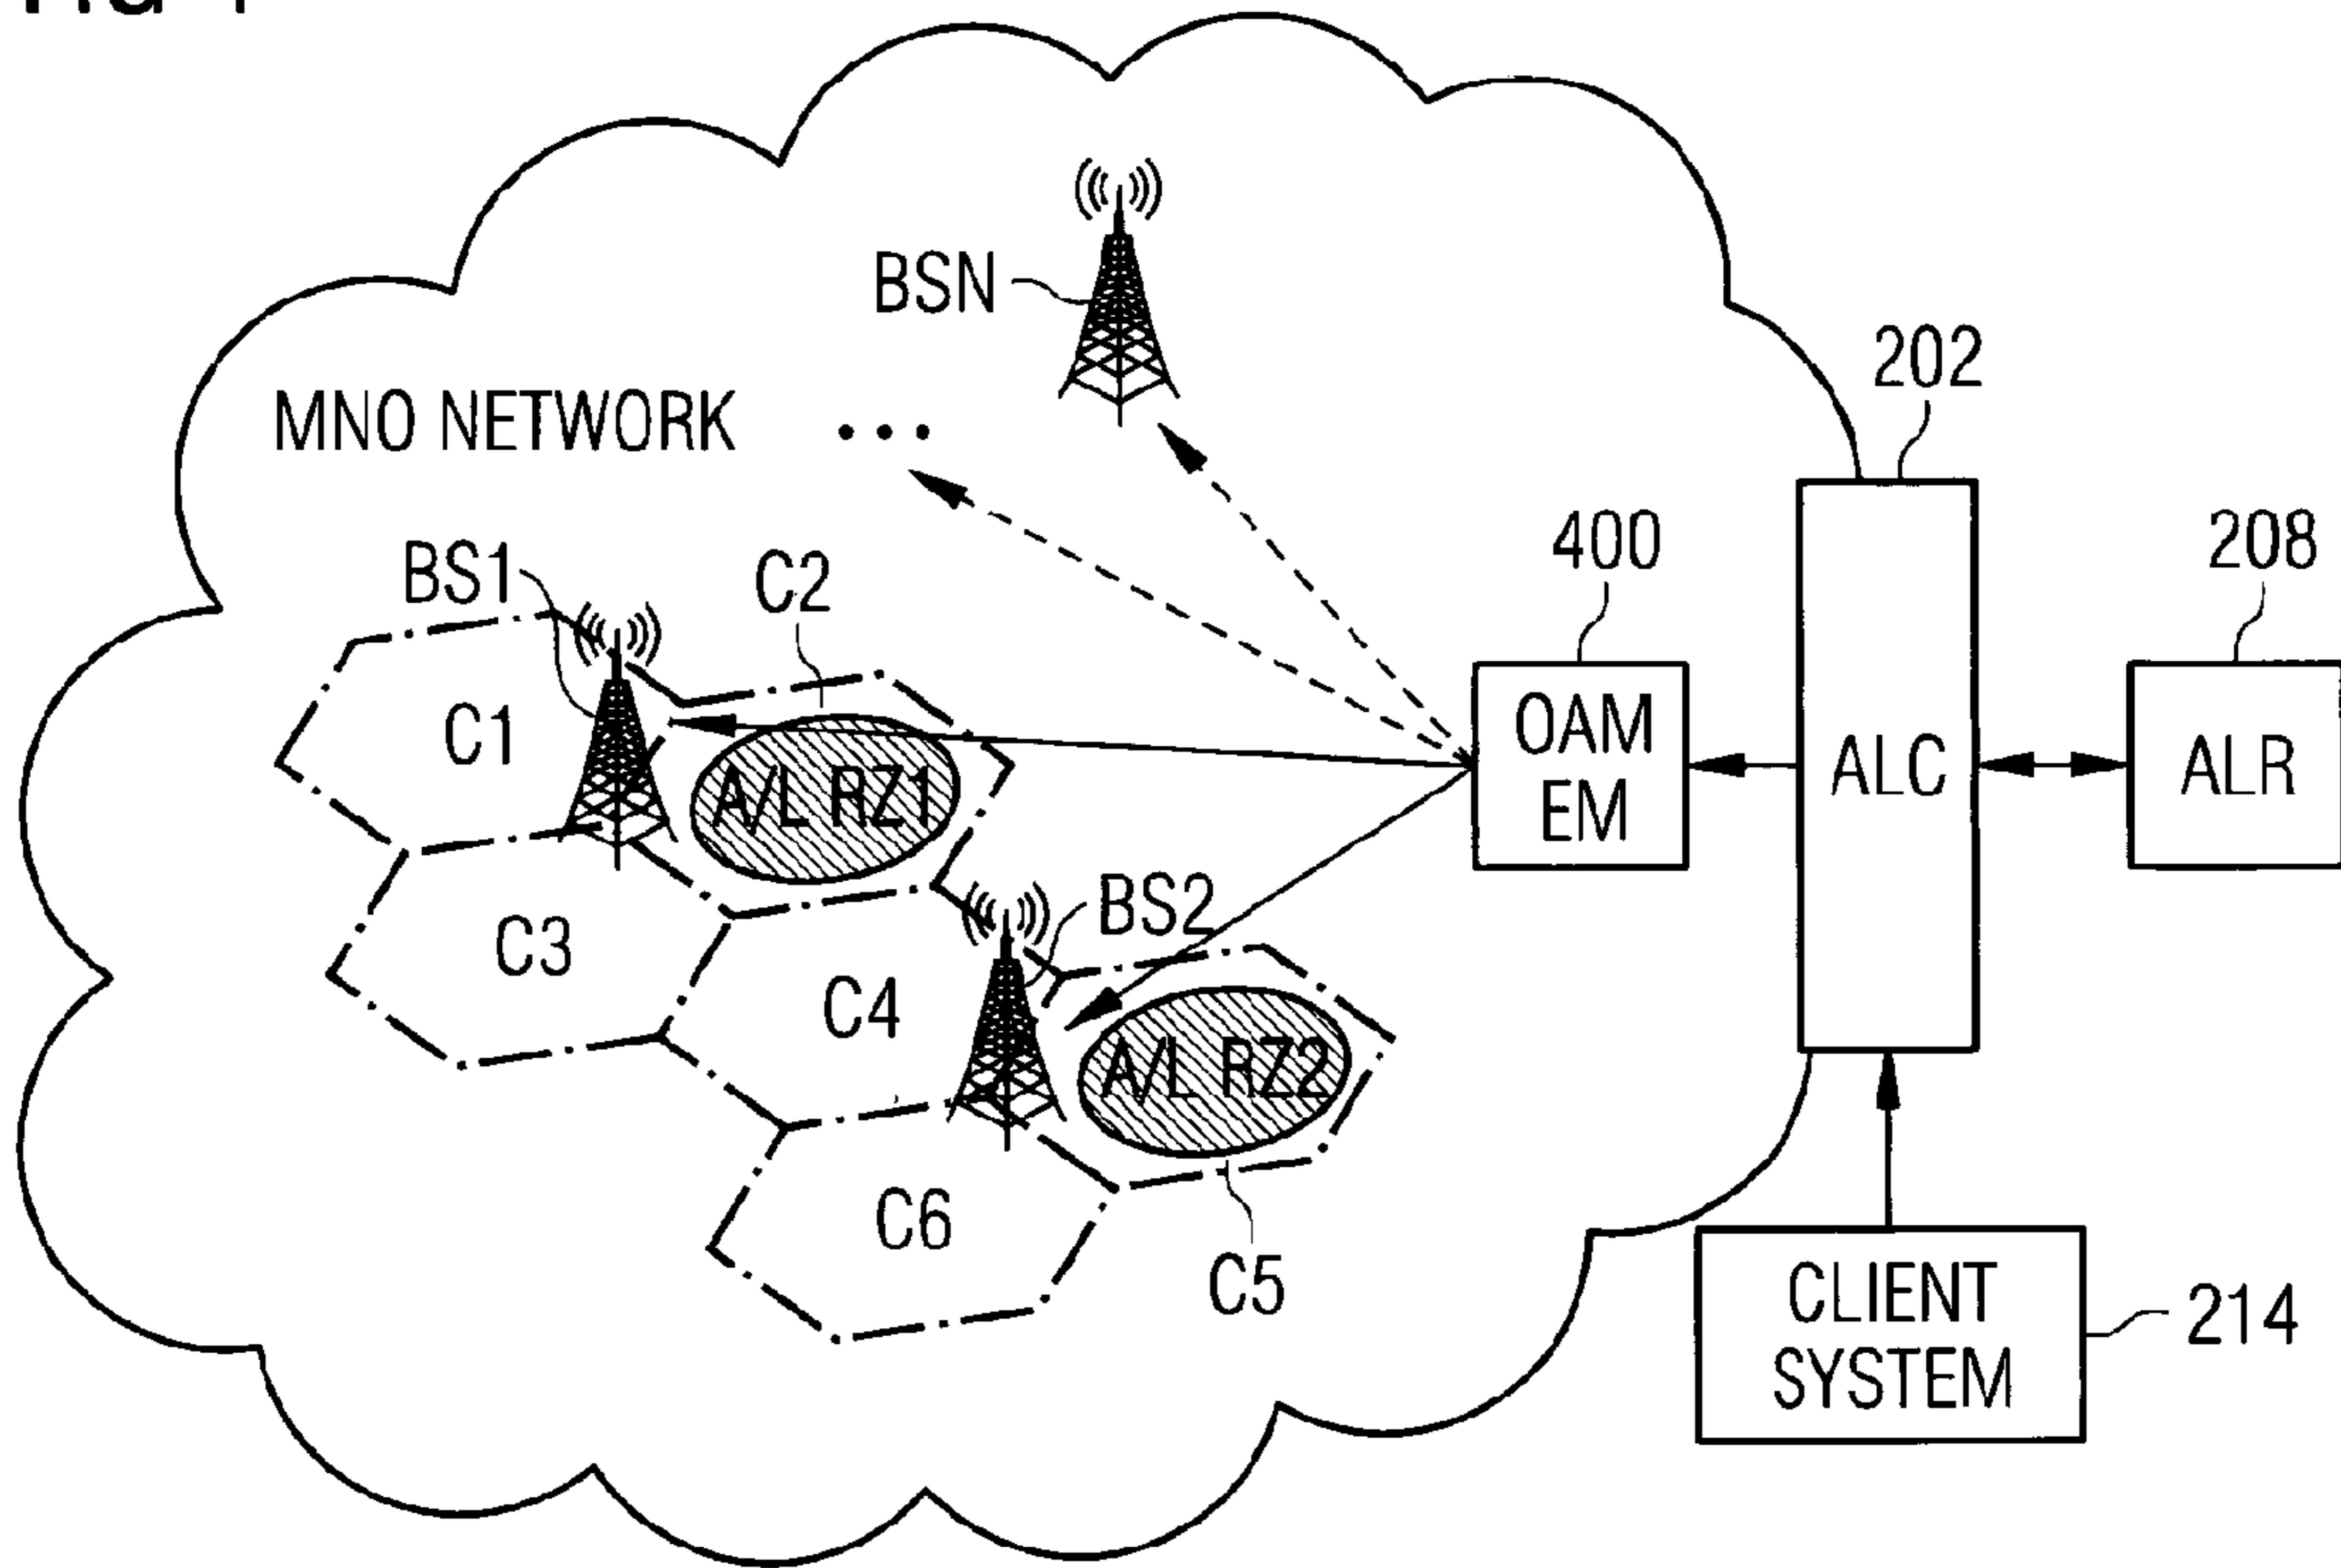 BSN
202
MNO NETWORK
400
208
BS1
C2
C1
OAM
EM
ALC
ALR
A/L RZ1
BS2
C3
C4
A/L RZ2
C6
C5
CLIENT
SYSTEM
214